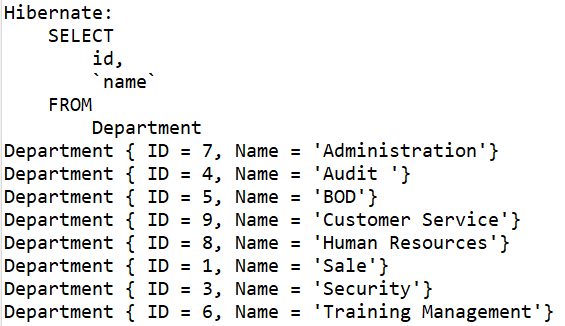 Hibernate:
    SELECT
        id,
        `name`
    FROM
        Department
Department { ID = 7, Name = 'Administration'}
Department { ID = 4, Name = 'Audit '}
Department { ID = 5, Name = 'BOD'}
Department { ID = 9, Name = 'Customer Service'}
Department { ID = 8, Name = 'Human Resources'}
Department { ID = 1, Name = 'Sale'}
Department { ID = 3, Name = 'Security'}
Department { ID = 6, Name = 'Training Management'}